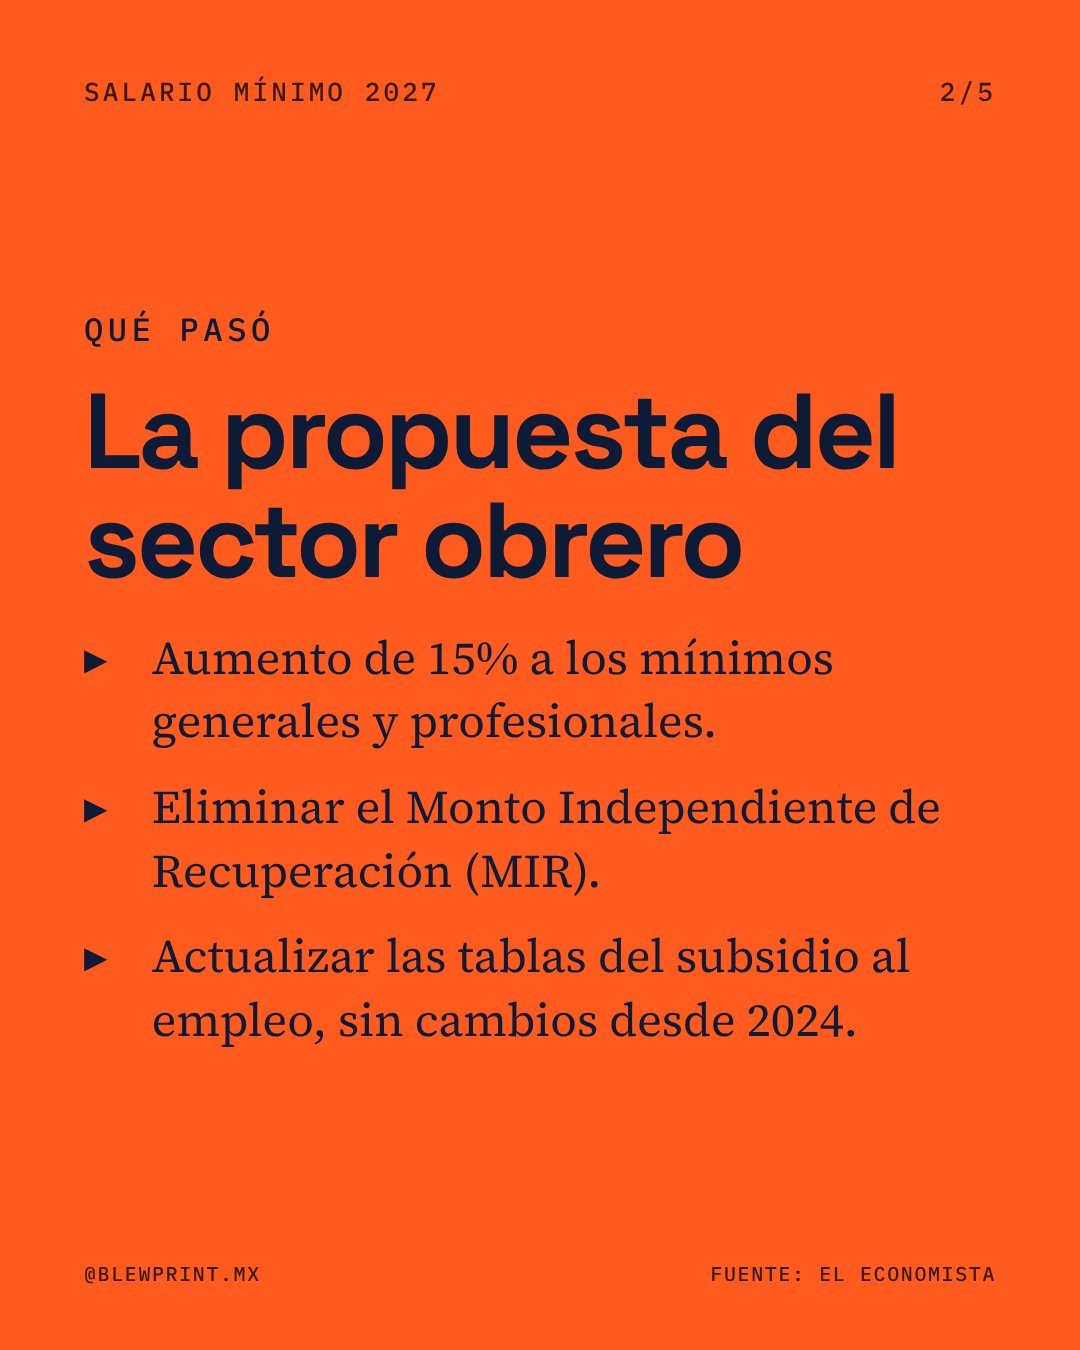 SALARIO MÍNIMO 2027
2/5
QUÉ PASÓ
La propuesta del
sector obrero
▶ Aumento de 15% a los mínimos
generales y profesionales.
▶ Eliminar el Monto Independiente de
Recuperación (MIR).
▶ Actualizar las tablas del subsidio al
empleo, sin cambios desde 2024.
@BLEWPRINT.MX
FUENTE: EL ECONOMISTA